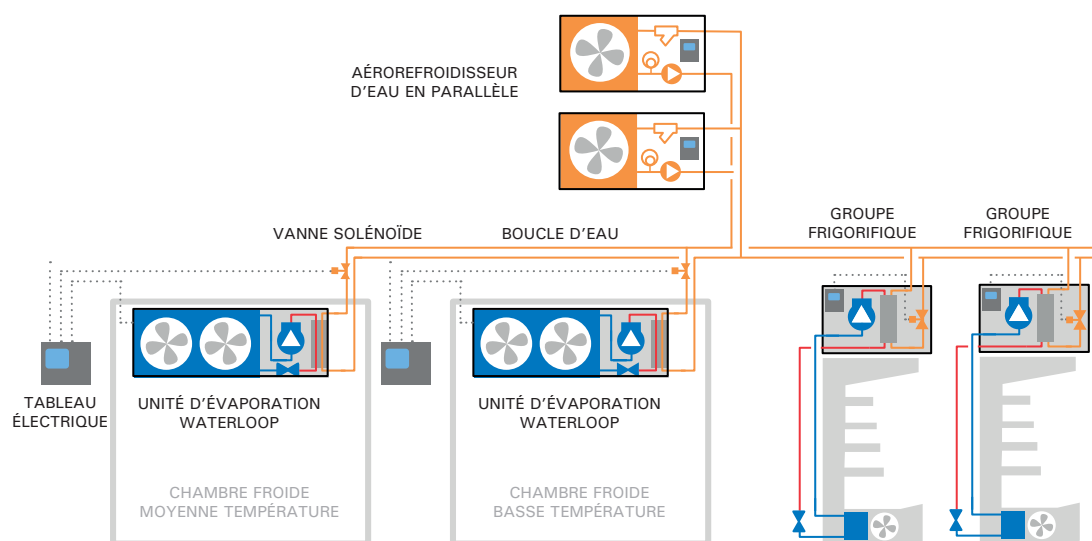 AÉROREFROIDISSEUR
D'EAU EN PARALLÈLE
VANNE SOLÉNOÏDE
BOUCLE D'EAU
GROUPE
FRIGORIFIQUE
GROUPE
FRIGORIFIQUE
TABLEAU
ÉLECTRIQUE
UNITÉ D'ÉVAPORATION
WATERLOOP
UNITÉ D'ÉVAPORATION
WATERLOOP
CHAMBRE FROIDE
MOYENNE TEMPÉRATURE
CHAMBRE FROIDE
BASSE TEMPÉRATURE